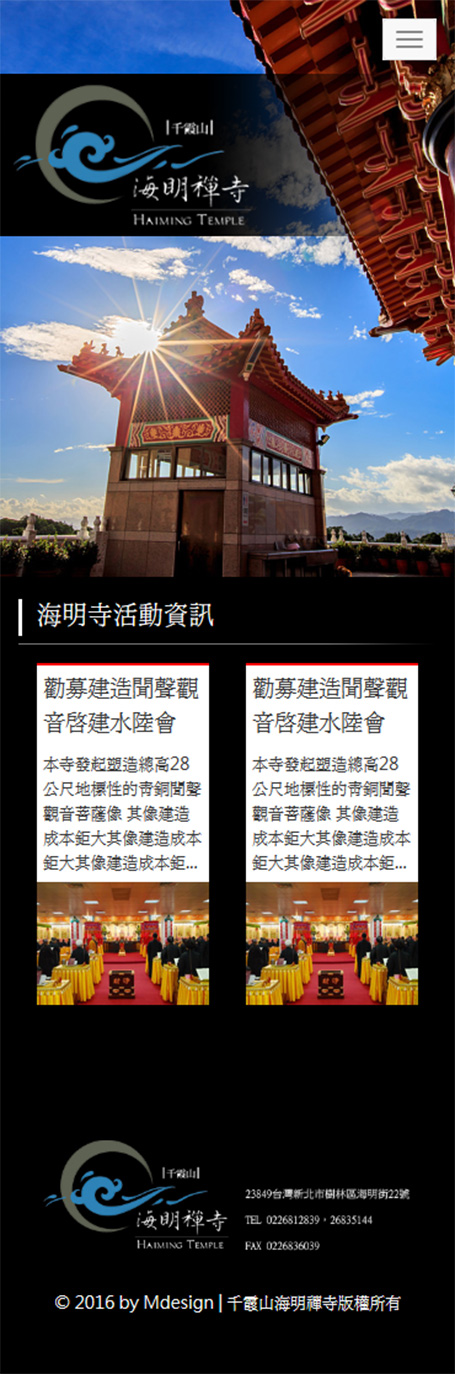 千霞山
海明禪寺
HAIMING TEMPLE
海明寺活動資訊
勸募建造聞聲觀
音啓建水陸會
本寺發起塑造總高28
公尺地標性的青銅聞聲
觀音菩薩像 其像建造
成本鉅大其像建造成本
鉅大其像建造成本鉅...
勸募建造聞聲觀
音啓建水陸會
本寺發起塑造總高28
公尺地標性的青銅聞聲
觀音菩薩像 其像建造
成本鉅大其像建造成本
鉅大其像建造成本鉅...
千霞山
海明禪寺
HAIMING TEMPLE
23849台灣新北市樹林區海明街22號
TEL 0226812839，26835144
FAX 0226836039
© 2016 by Mdesign | 千霞山海明禪寺版權所有